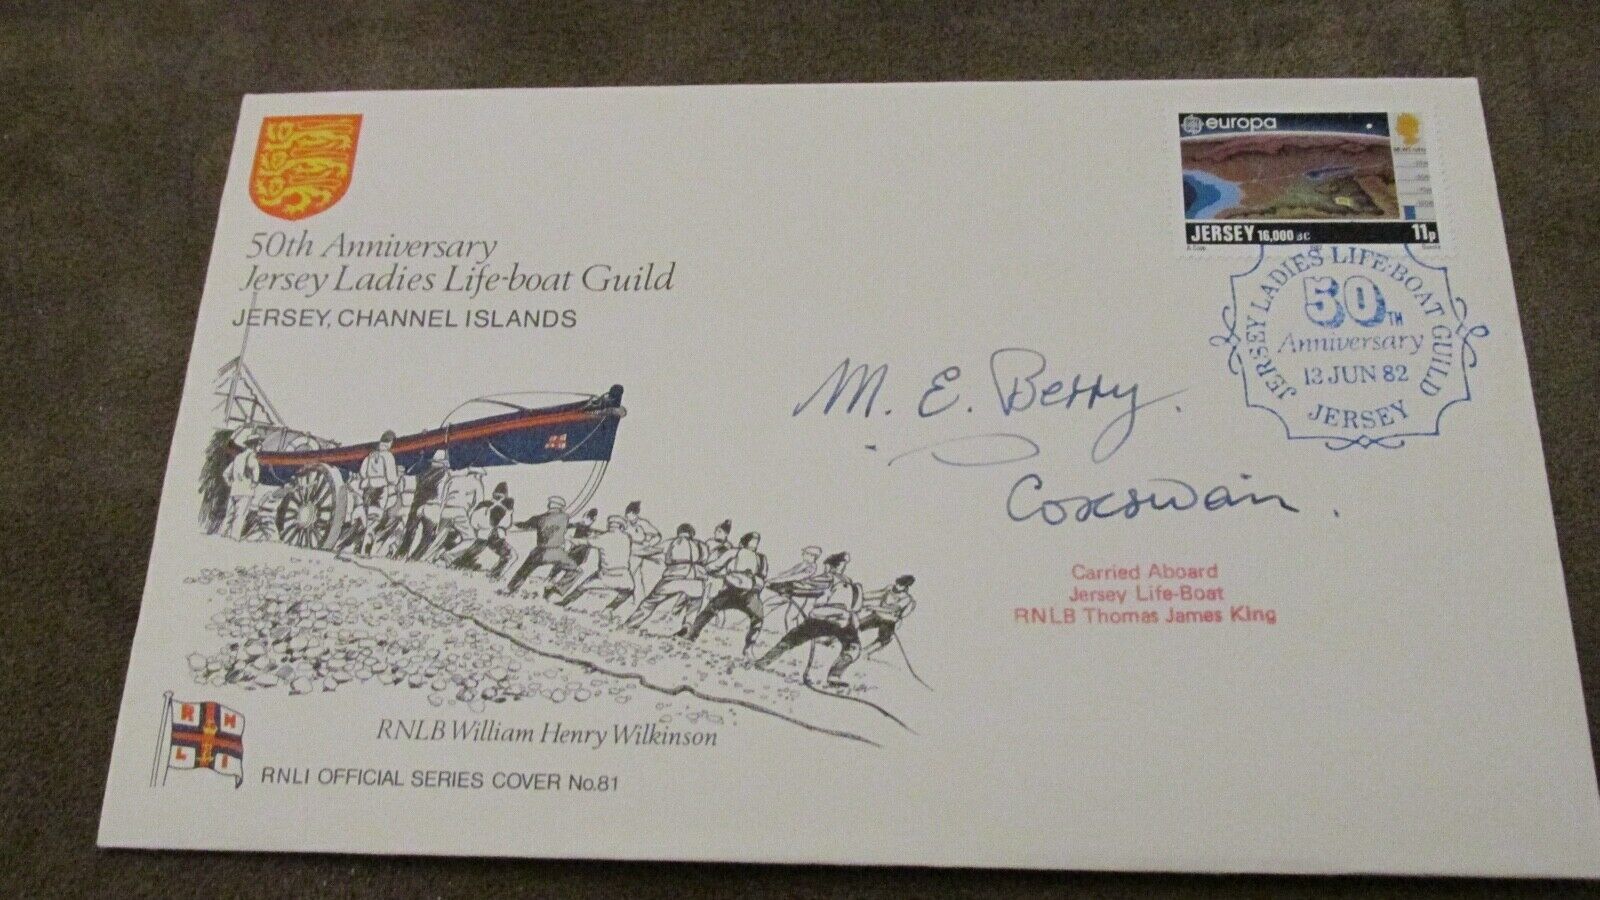 50th Anniversary
Jersey Ladies Life-boat Guild
JERSEY, CHANNEL ISLANDS
europa
JERSEY 16,000 BC 11p
JERSEY LADIES LIFE-BOAT GUILD
50TH
Anniversary
13 JUN 82
JERSEY
M. E. Berry.
Coxswain.
Carried Aboard
Jersey Life-Boat
RNLB Thomas James King
RNLB William Henry Wilkinson
R N
L I
RNLI OFFICIAL SERIES COVER No.81